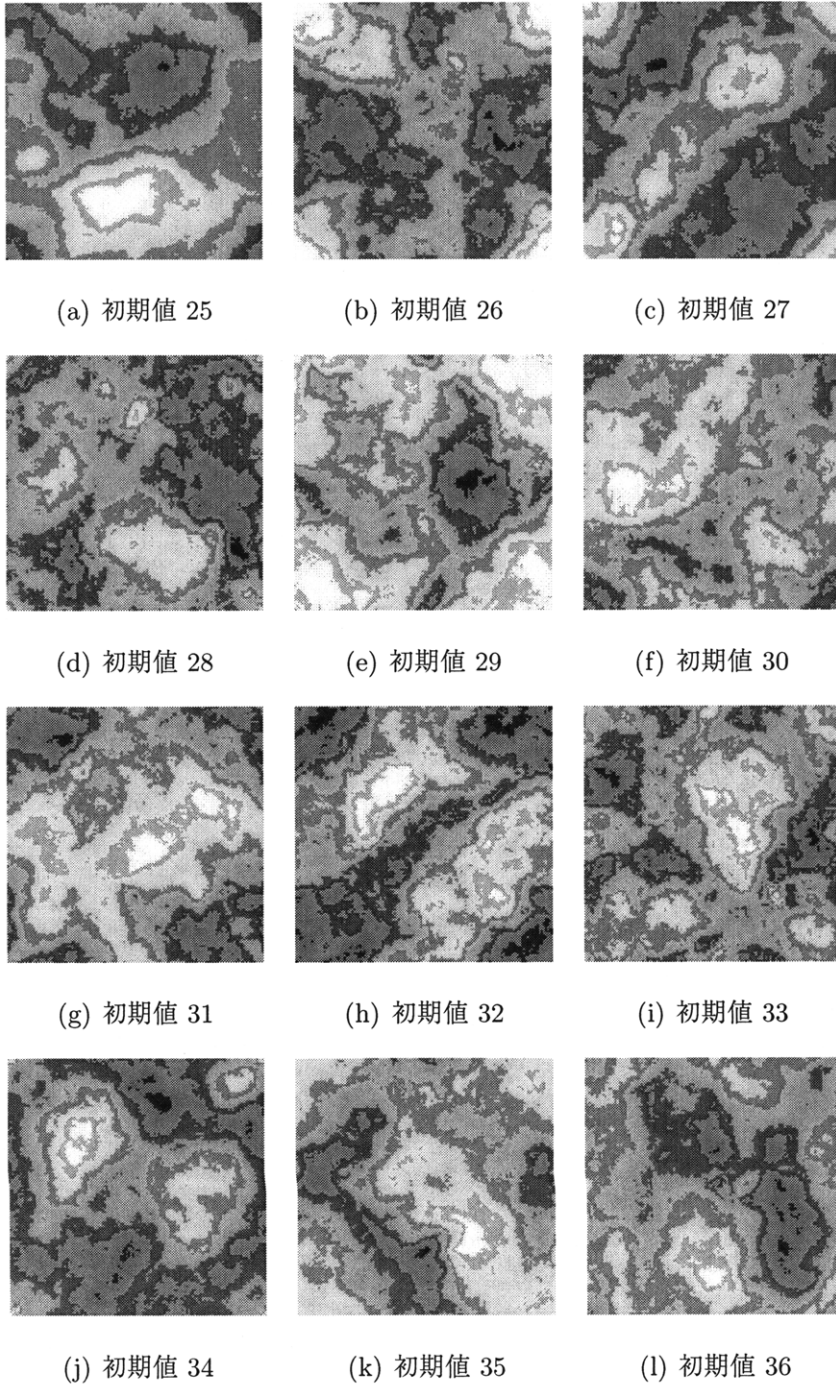 (a) 初期値 25
(b) 初期値 26
(c) 初期値 27
(d) 初期値 28
(e) 初期値 29
(f) 初期値 30
(g) 初期値 31
(h) 初期値 32
(i) 初期値 33
(j) 初期値 34
(k) 初期値 35
(l) 初期値 36